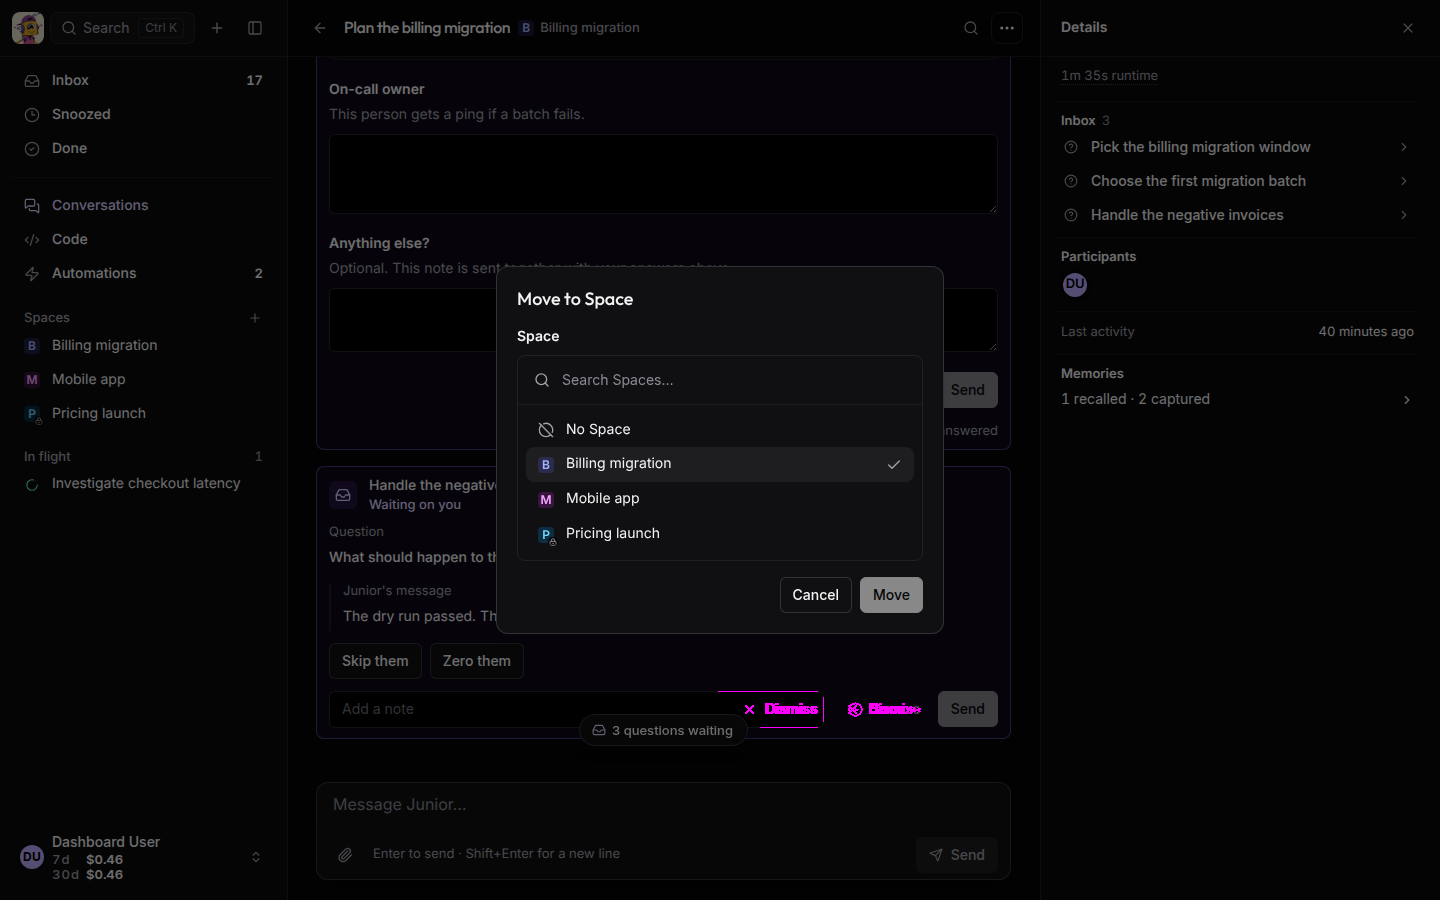 Search Ctrl K
Inbox 17
Snoozed
Done
Conversations
Code
Automations 2
Spaces
B Billing migration
M Mobile app
P Pricing launch
In flight 1
Investigate checkout latency
DU Dashboard User
7d $0.46
30d $0.46
Plan the billing migration B Billing migration
On-call owner
This person gets a ping if a batch fails.
Anything else?
Optional. This note is sent together with your answers above.
Send
answered
Handle the negative
Waiting on you
Question
What should happen to th
Junior's message
The dry run passed. Th
Skip them Zero them
Add a note Dismiss Send
3 questions waiting
Message Junior...
Enter to send · Shift+Enter for a new line Send
Move to Space
Space
Search Spaces...
No Space
B Billing migration
M Mobile app
P Pricing launch
Cancel Move
Details
1m 35s runtime
Inbox 3
Pick the billing migration window
Choose the first migration batch
Handle the negative invoices
Participants
DU
Last activity 40 minutes ago
Memories
1 recalled · 2 captured